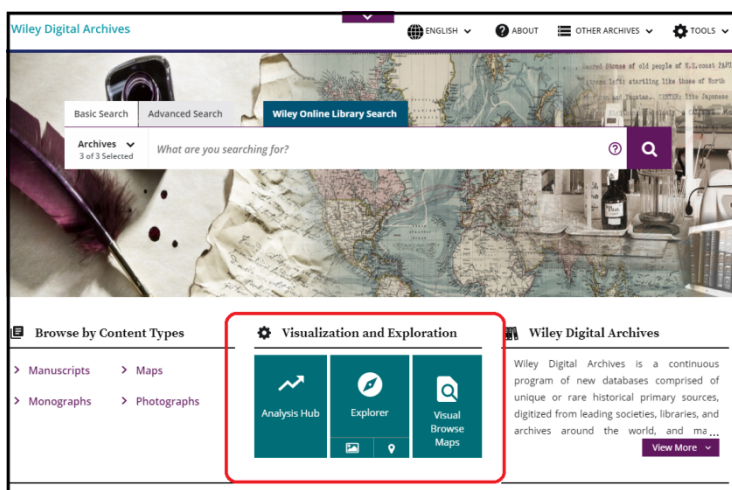 Wiley Digital Archives
ENGLISH
ABOUT
OTHER ARCHIVES
TOOLS
Basic Search
Advanced Search
Wiley Online Library Search
Archives
3 of 3 Selected
What are you searching for?
Browse by Content Types
Manuscripts
Maps
Monographs
Photographs
Visualization and Exploration
Analysis Hub
Explorer
Visual
Browse
Maps
Wiley Digital Archives
Wiley Digital Archives is a continuous
program of new databases comprised of
unique or rare historical primary sources,
digitized from leading societies, libraries, and
archives around the world, and ma...
View More